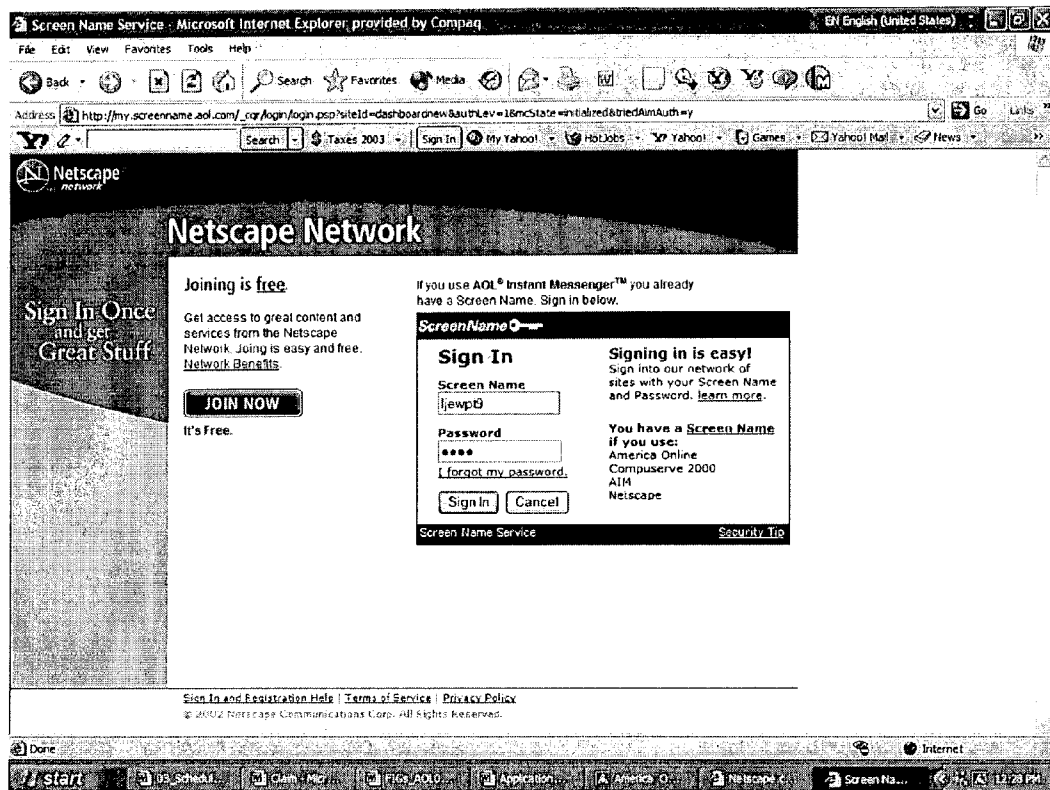 Screen Name Service - Microsoft Internet Explorer provided by Compaq
EN English (United States)
File Edit View Favorites Tools Help
Back Search Favorites Media
Address http://my.screenname.aol.com/_cqr/login/login.psp?siteId=dashboardnew&authLev=1&mcState=initialized&triedAimAuth=y Go Links
Search Taxes 2003 Sign In My Yahoo! HotJobs Yahoo! Games Yahoo! Mail News
Netscape
network
Netscape Network
Sign In Once
and get
Great Stuff
Joining is free.
Get access to great content and
services from the Netscape
Network. Joing is easy and free.
Network Benefits.
JOIN NOW
It's Free.
If you use AOL® Instant Messenger™ you already
have a Screen Name. Sign in below.
ScreenName
Sign In
Screen Name
ljewpt9
Password
••••
I forgot my password.
Sign In Cancel
Signing in is easy!
Sign into our network of
sites with your Screen Name
and Password. learn more.
You have a Screen Name
if you use:
America Online
Compuserve 2000
AIM
Netscape
Screen Name Service Security Tip
Sign In and Registration Help | Terms of Service | Privacy Policy
© 2002 Netscape Communications Corp. All Rights Reserved.
Done Internet
start 03_Schedul... Claim - Micr... FIGs_AOL0... Application... America O... Netscape.c... Screen Na... 12:28 PM